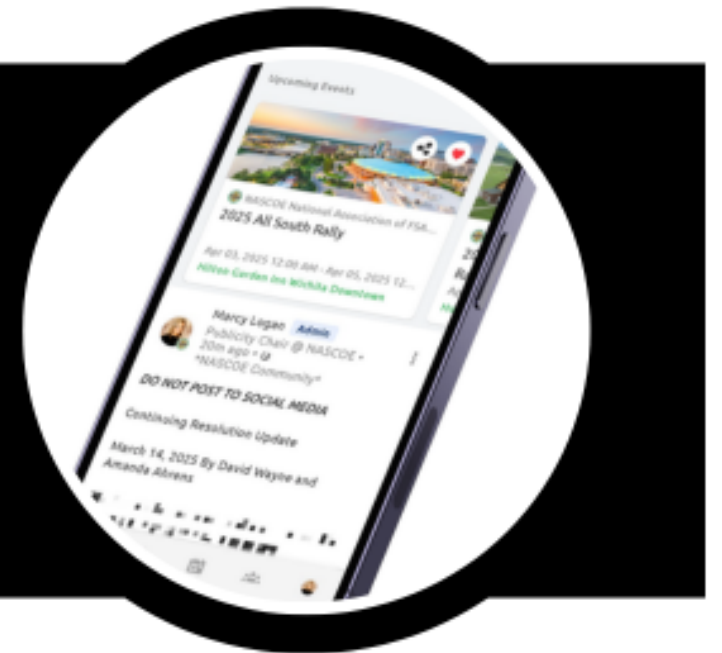 Upcoming Events
NASCOE National Association of FSA...
2025 All South Rally
Apr 03, 2025 12:00 AM - Apr 05, 2025 12...
Hilton Garden Inn Wichita Downtown
Marcy Logan Admin
Publicity Chair @ NASCOE •
20m ago •
*NASCOE Community*
DO NOT POST TO SOCIAL MEDIA
Continuing Resolution Update
March 14, 2025 By David Wayne and
Amanda Ahrens